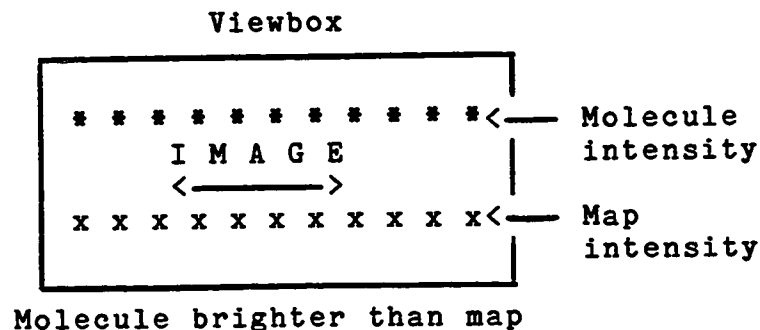 Viewbox
* * * * * * * * * * *<—— Molecule
intensity
I M A G E
<———>
x x x x x x x x x x x<—— Map
intensity
Molecule brighter than map